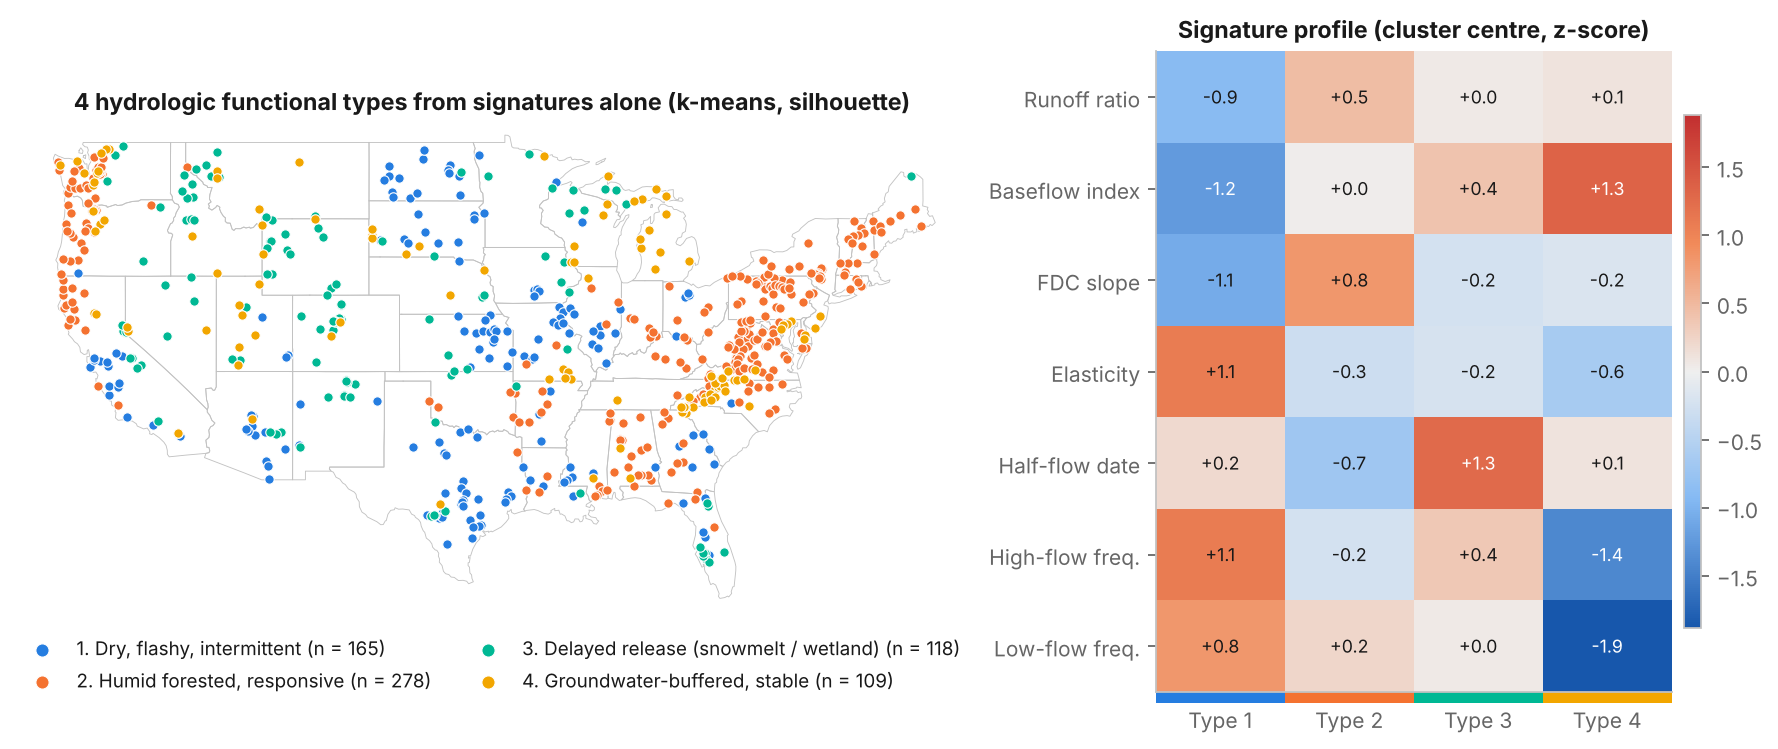 4 hydrologic functional types from signatures alone (k-means, silhouette)
1. Dry, flashy, intermittent (n = 165)
2. Humid forested, responsive (n = 278)
3. Delayed release (snowmelt / wetland) (n = 118)
4. Groundwater-buffered, stable (n = 109)
Signature profile (cluster centre, z-score)
Runoff ratio -0.9 +0.5 +0.0 +0.1
Baseflow index -1.2 +0.0 +0.4 +1.3
FDC slope -1.1 +0.8 -0.2 -0.2
Elasticity +1.1 -0.3 -0.2 -0.6
Half-flow date +0.2 -0.7 +1.3 +0.1
High-flow freq. +1.1 -0.2 +0.4 -1.4
Low-flow freq. +0.8 +0.2 +0.0 -1.9
Type 1 Type 2 Type 3 Type 4
1.5
1.0
0.5
0.0
−0.5
−1.0
−1.5